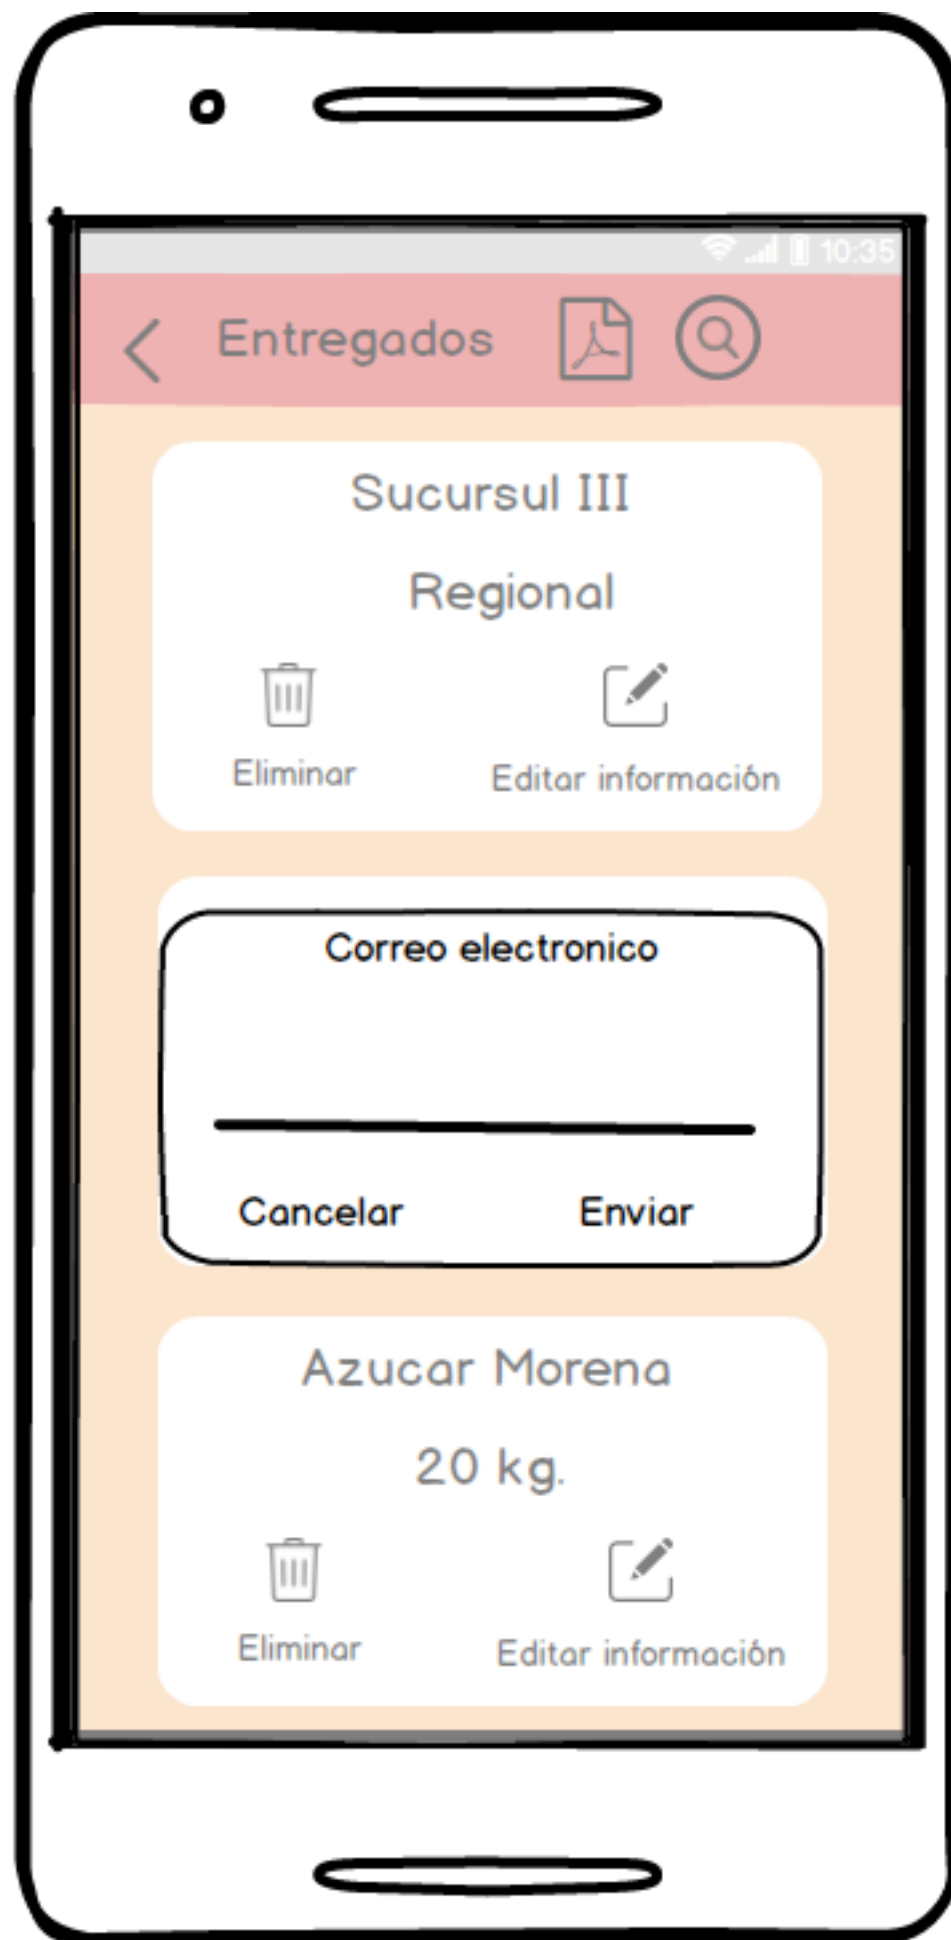 10:35
Entregados
Sucursul III
Regional
Eliminar
Editar información
Correo electronico
Cancelar
Enviar
Azucar Morena
20 kg.
Eliminar
Editar información